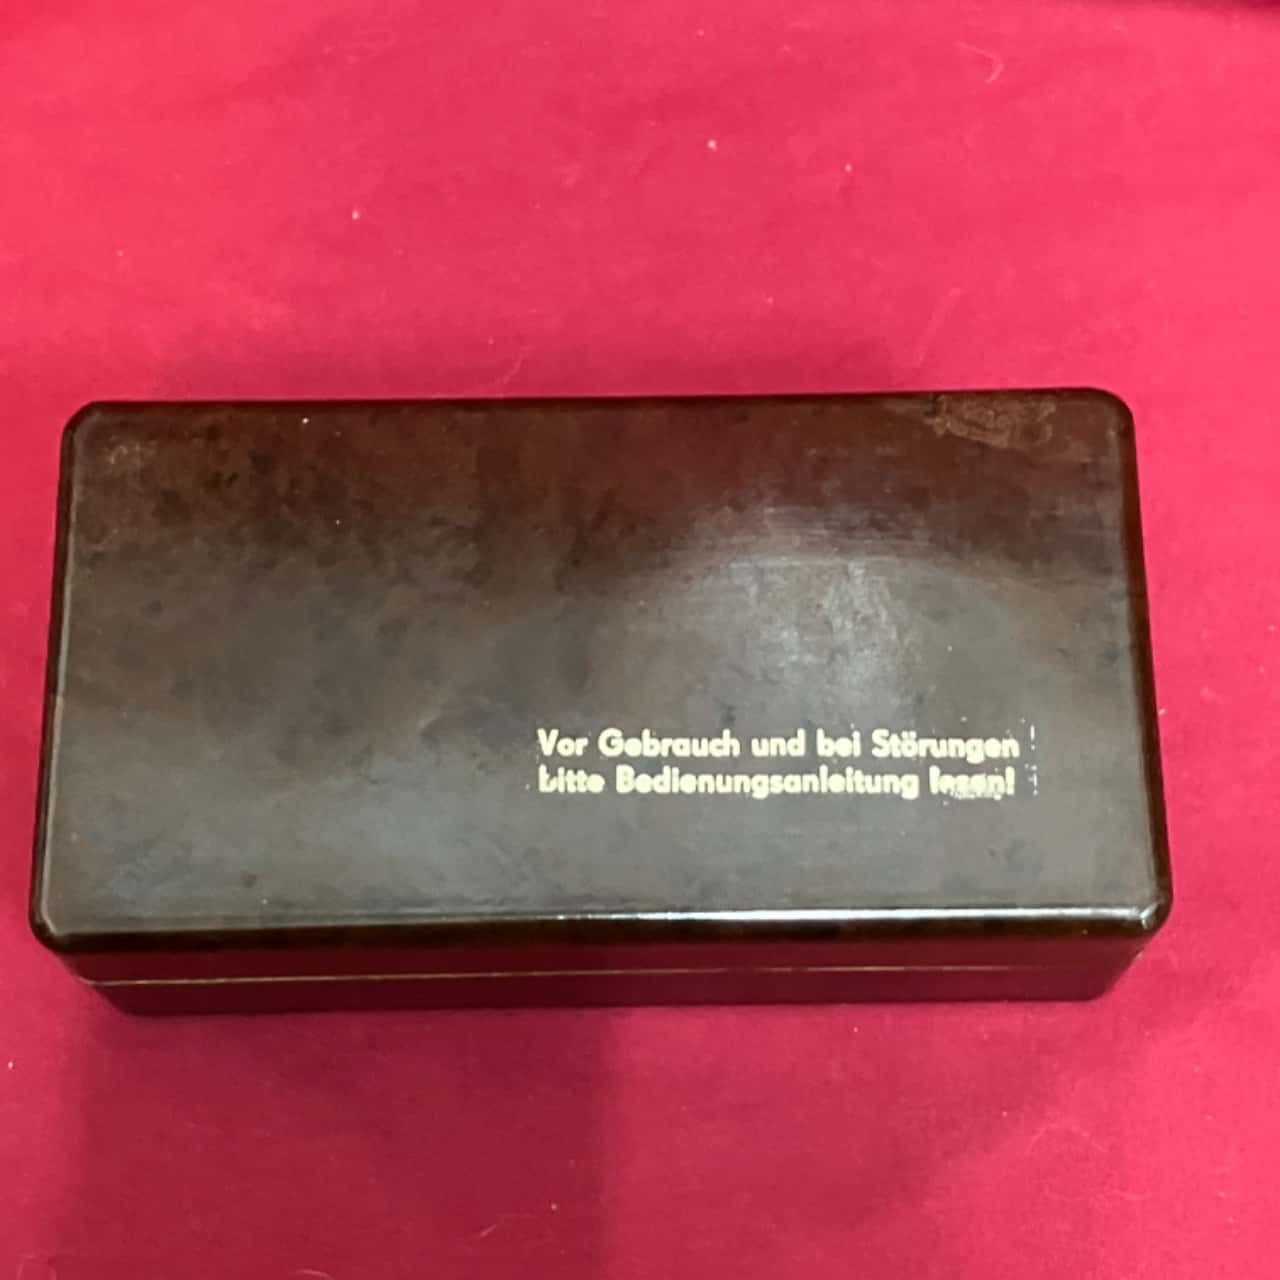 Vor Gebrauch und bei Störungen
bitte Bedienungsanleitung lesen!